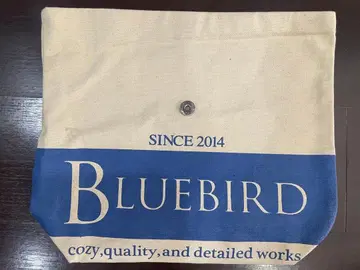 SINCE 2014
BLUEBIRD
cozy,quality,and detailed works